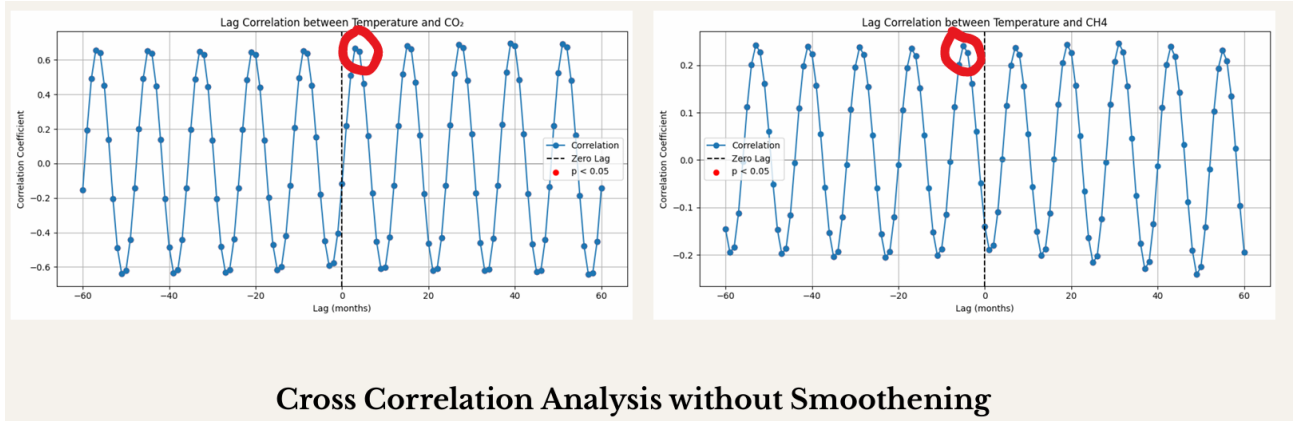 Lag Correlation between Temperature and CO₂
Correlation Coefficient
0.6
0.4
0.2
0.0
−0.2
−0.4
−0.6
Correlation
Zero Lag
p < 0.05
−60 −40 −20 0 20 40 60
Lag (months)
Lag Correlation between Temperature and CH4
Correlation Coefficient
0.2
0.1
0.0
−0.1
−0.2
Correlation
Zero Lag
p < 0.05
−60 −40 −20 0 20 40 60
Lag (months)
Cross Correlation Analysis without Smoothening